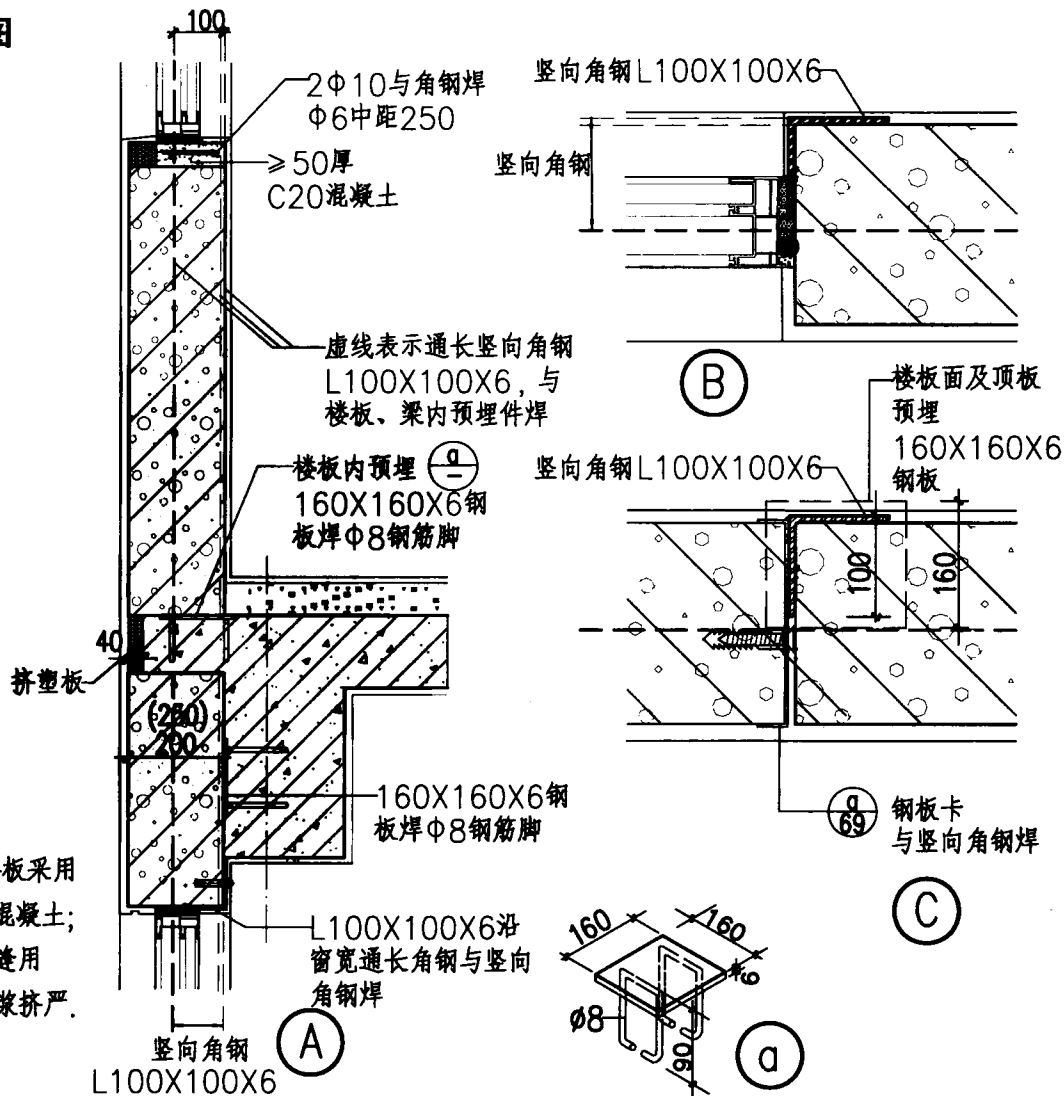 图
100
2Φ10与角钢焊
Φ6中距250
≥50厚
C20混凝土
虚线表示通长竖向角钢
L100X100X6,与
楼板、梁内预埋件焊
楼板内预埋
a
—
160X160X6钢
板焊Φ8钢筋脚
40
挤塑板
(250)
200
160X160X6钢
板焊Φ8钢筋脚
板采用
混凝土;
缝用
浆挤严.
L100X100X6沿
窗宽通长角钢与竖向
角钢焊
竖向角钢
L100X100X6
A
竖向角钢L100X100X6
竖向角钢
B
楼板面及顶板
预埋
160X160X6
钢板
竖向角钢L100X100X6
100
160
a
69
钢板卡
与竖向角钢焊
C
160
160
6
ø8
90
a